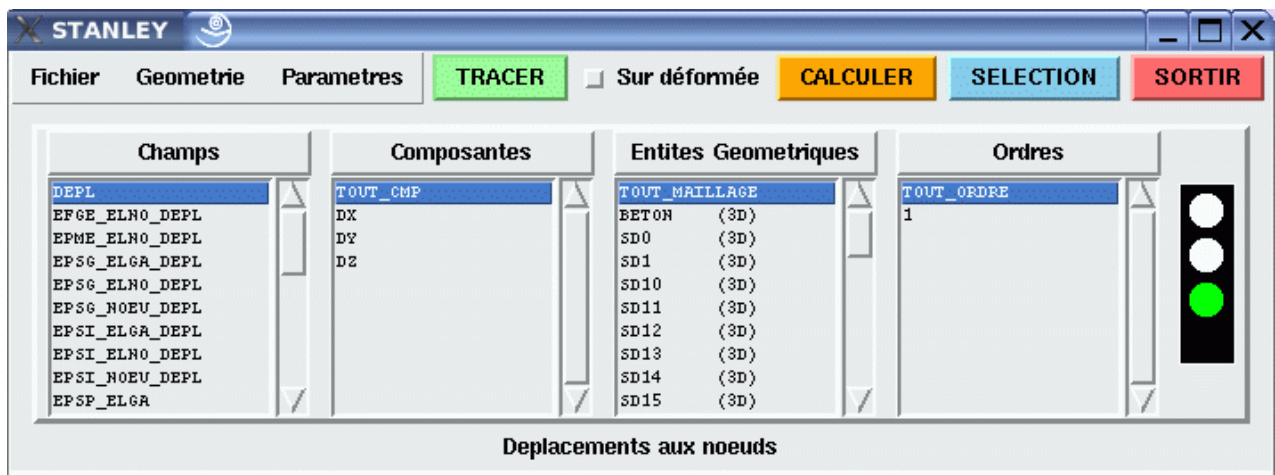 STANLEY
Fichier Geometrie Parametres TRACER Sur déformée CALCULER SELECTION SORTIR
Champs Composantes Entites Geometriques Ordres
DEPL TOUT_CMP TOUT_MAILLAGE TOUT_ORDRE
EFGE_ELNO_DEPL DX BETON (3D) 1
EPME_ELNO_DEPL DY SD0 (3D)
EPSG_ELGA_DEPL DZ SD1 (3D)
EPSG_ELNO_DEPL SD10 (3D)
EPSG_NOEU_DEPL SD11 (3D)
EPSI_ELGA_DEPL SD12 (3D)
EPSI_ELNO_DEPL SD13 (3D)
EPSI_NOEU_DEPL SD14 (3D)
EPSP_ELGA SD15 (3D)
Deplacements aux noeuds